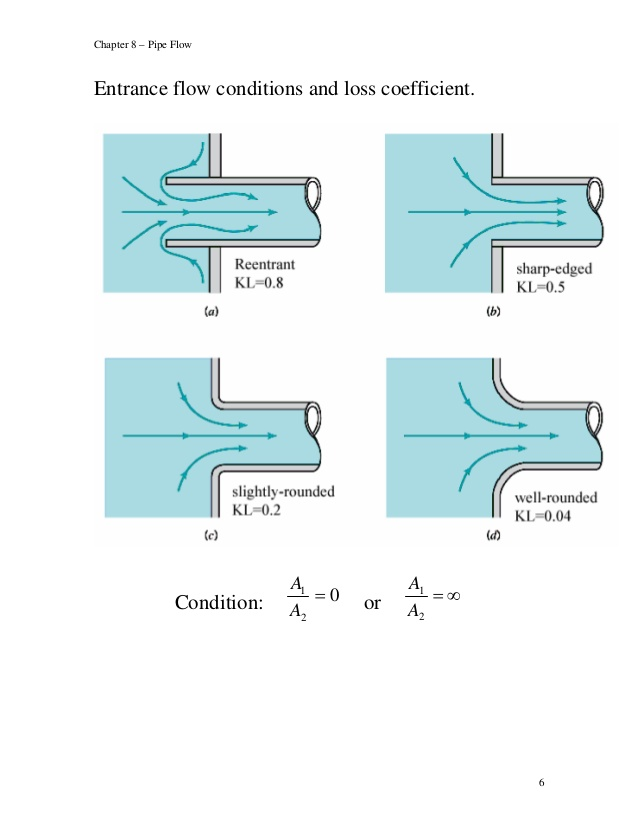 Chapter 8 – Pipe Flow
Entrance flow conditions and loss coefficient.
Reentrant
KL=0.8
(a)
sharp-edged
KL=0.5
(b)
slightly-rounded
KL=0.2
(c)
well-rounded
KL=0.04
(d)
Condition: A₁/A₂ = 0 or A₁/A₂ = ∞
6